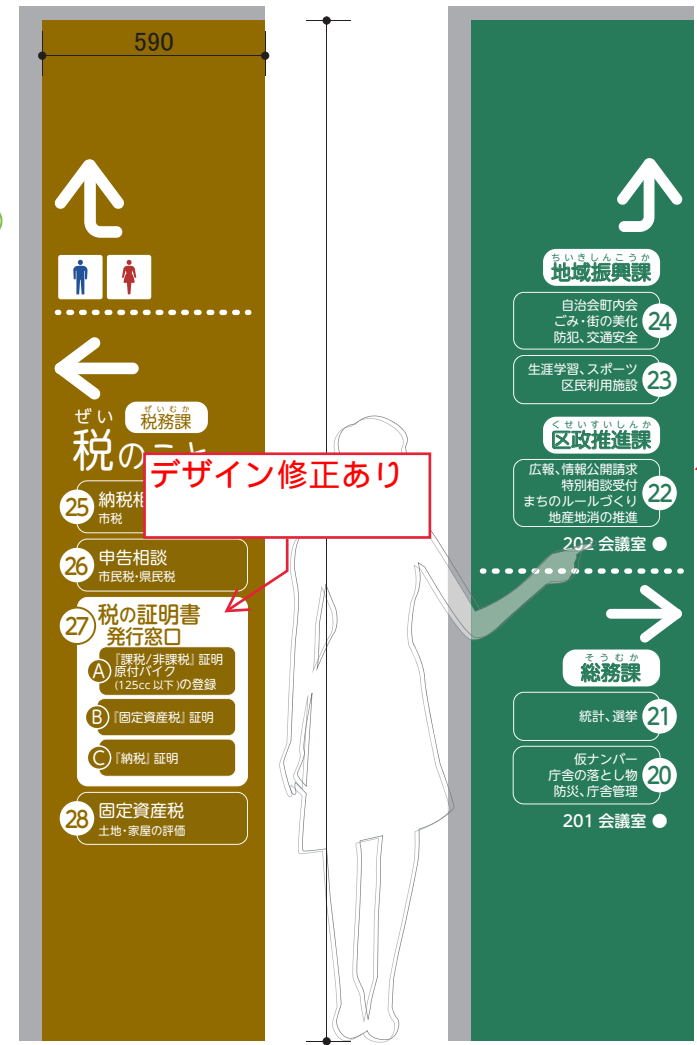 590
ぜい
ぜいむか
税務課
税のこと
デザイン修正あり
25 納税相
市税
26 申告相談
市民税・県民税
27 税の証明書
発行窓口
A 『課税/非課税』証明
原付バイク
(125cc以下)の登録
B 『固定資産税』証明
C 『納税』証明
28 固定資産税
土地・家屋の評価
ちいきしんこうか
地域振興課
自治会町内会
ごみ・街の美化
防犯、交通安全
24
生涯学習、スポーツ
区民利用施設
23
くせいすいしんか
区政推進課
広報、情報公開請求
特別相談受付
まちのルールづくり
地産地消の推進
22
202 会議室 ●
そうむか
総務課
統計、選挙 21
仮ナンバー
庁舎の落とし物
防災、庁舎管理
20
201 会議室 ●